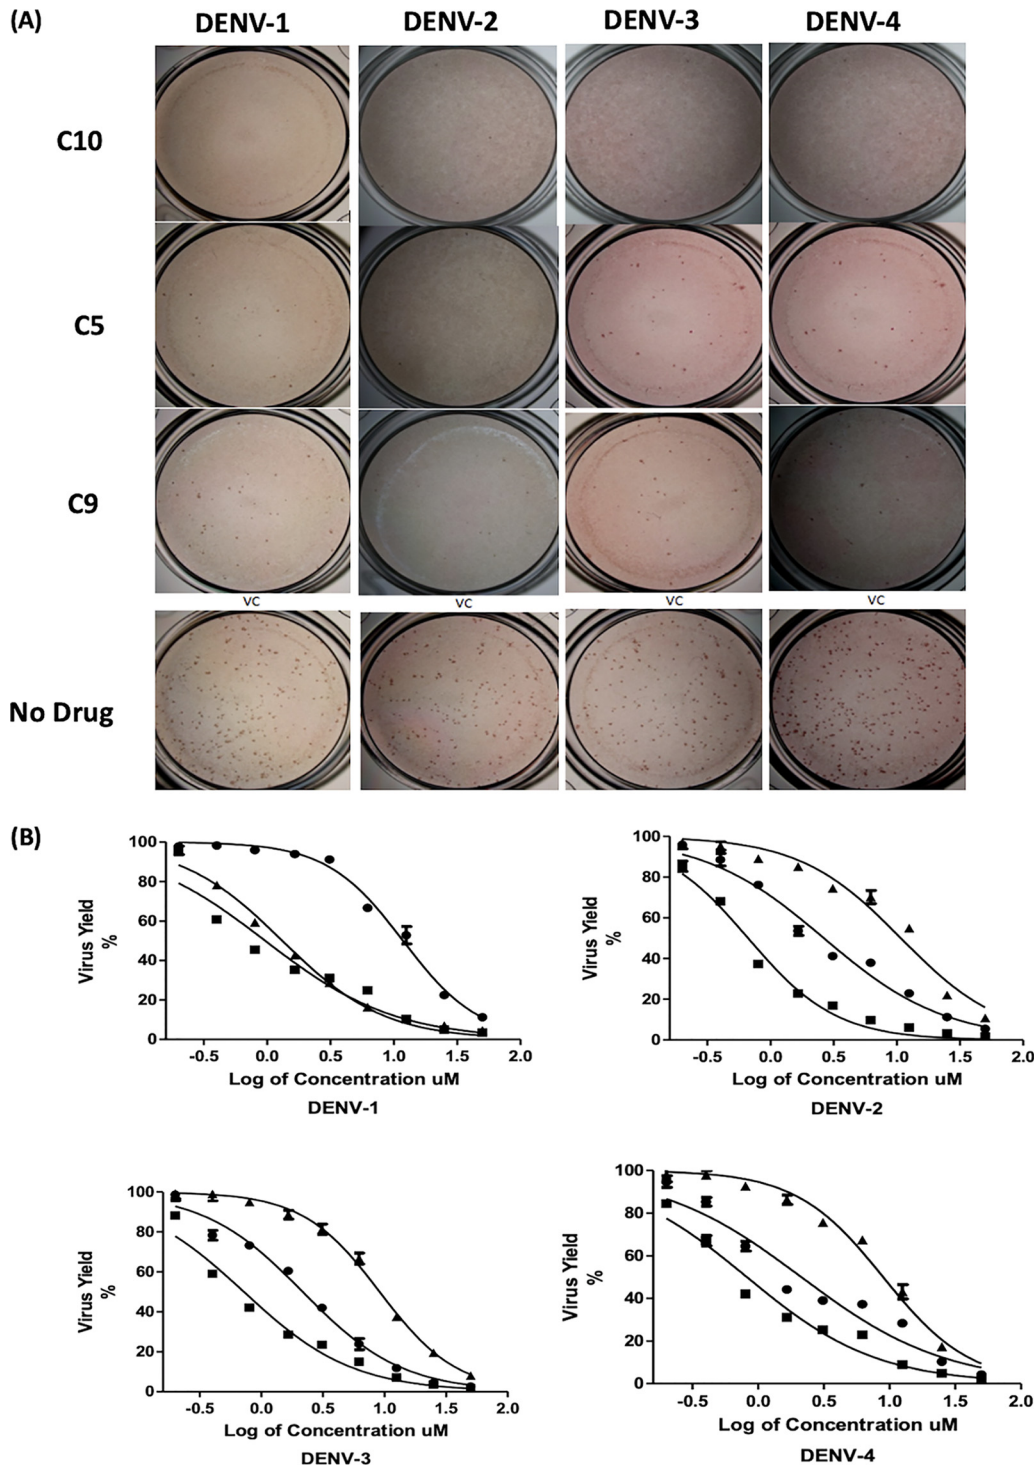 (A)
DENV-1 DENV-2 DENV-3 DENV-4
C10
C5
C9
VC VC VC VC
No Drug
(B)
100
80
60
40
20
0
Virus Yield
%
-0.5 0.0 0.5 1.0 1.5 2.0
Log of Concentration uM
DENV-1
100
80
60
40
20
0
Virus Yield
%
-0.5 0.0 0.5 1.0 1.5 2.0
Log of Concentration uM
DENV-2
100
80
60
40
20
0
Virus Yield
%
-0.5 0.0 0.5 1.0 1.5 2.0
Log of Concentration uM
DENV-3
100
80
60
40
20
0
Virus Yield
%
-0.5 0.0 0.5 1.0 1.5 2.0
Log of Concentration uM
DENV-4